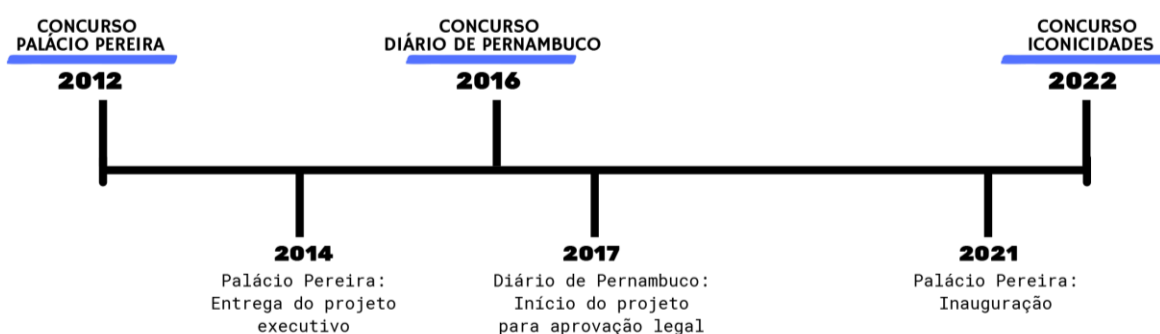 CONCURSO
PALÁCIO PEREIRA
2012
CONCURSO
DIÁRIO DE PERNAMBUCO
2016
CONCURSO
ICONICIDADES
2022
2014
Palácio Pereira:
Entrega do projeto
executivo
2017
Diário de Pernambuco:
Início do projeto
para aprovação legal
2021
Palácio Pereira:
Inauguração